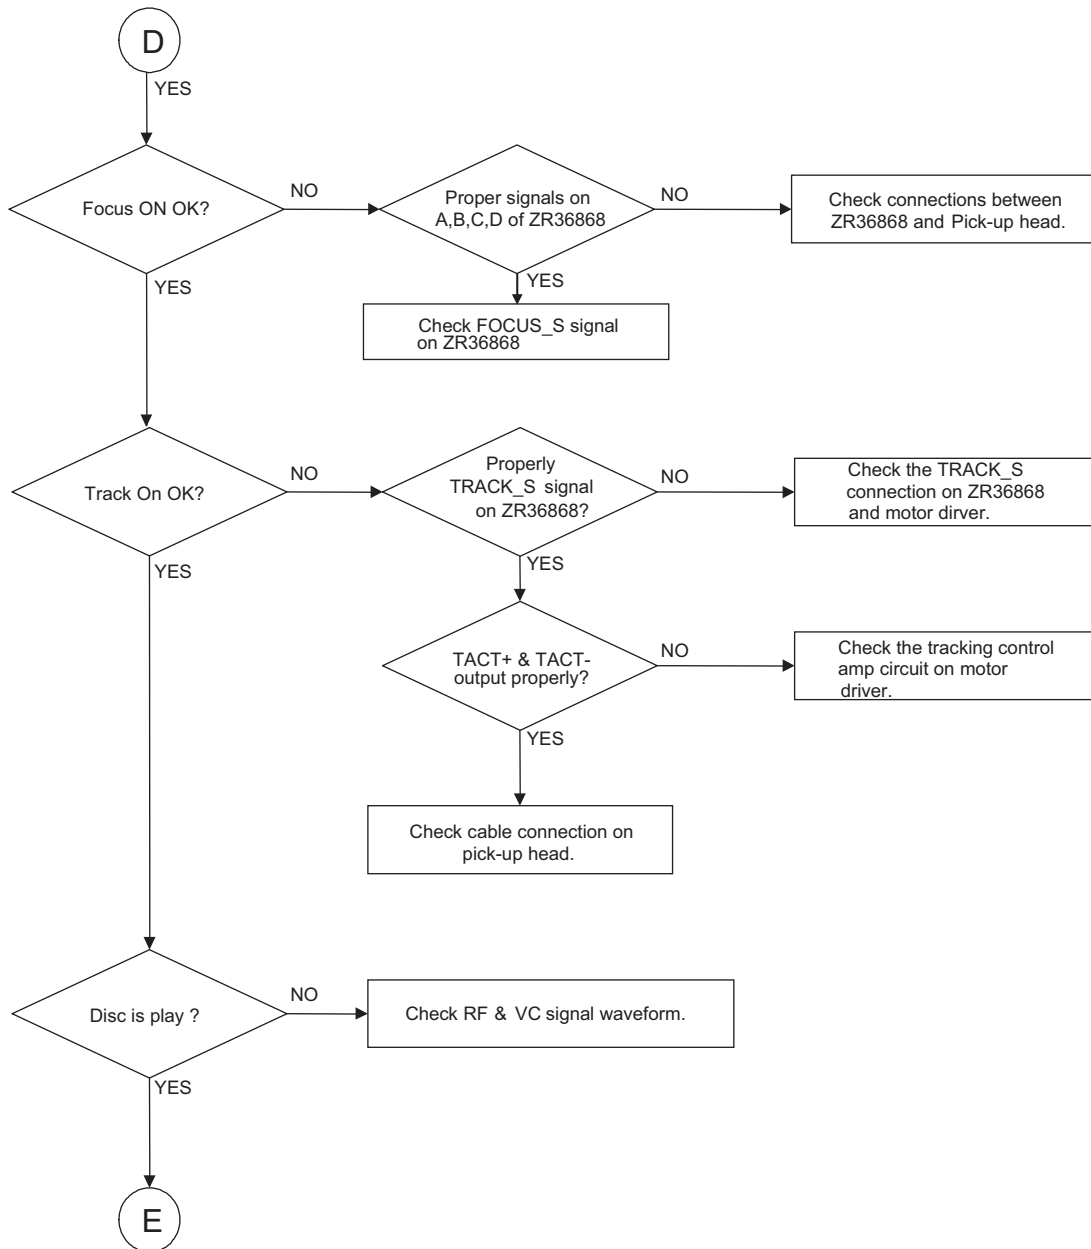 D
YES
Focus ON OK?
NO
Proper signals on
A,B,C,D of ZR36868
NO
Check connections between
ZR36868 and Pick-up head.
YES
YES
Check FOCUS_S signal
on ZR36868
Track On OK?
NO
Properly
TRACK_S signal
on ZR36868?
NO
Check the TRACK_S
connection on ZR36868
and motor dirver.
YES
YES
TACT+ & TACT-
output properly?
NO
Check the tracking control
amp circuit on motor
driver.
YES
Check cable connection on
pick-up head.
Disc is play ?
NO
Check RF & VC signal waveform.
YES
E